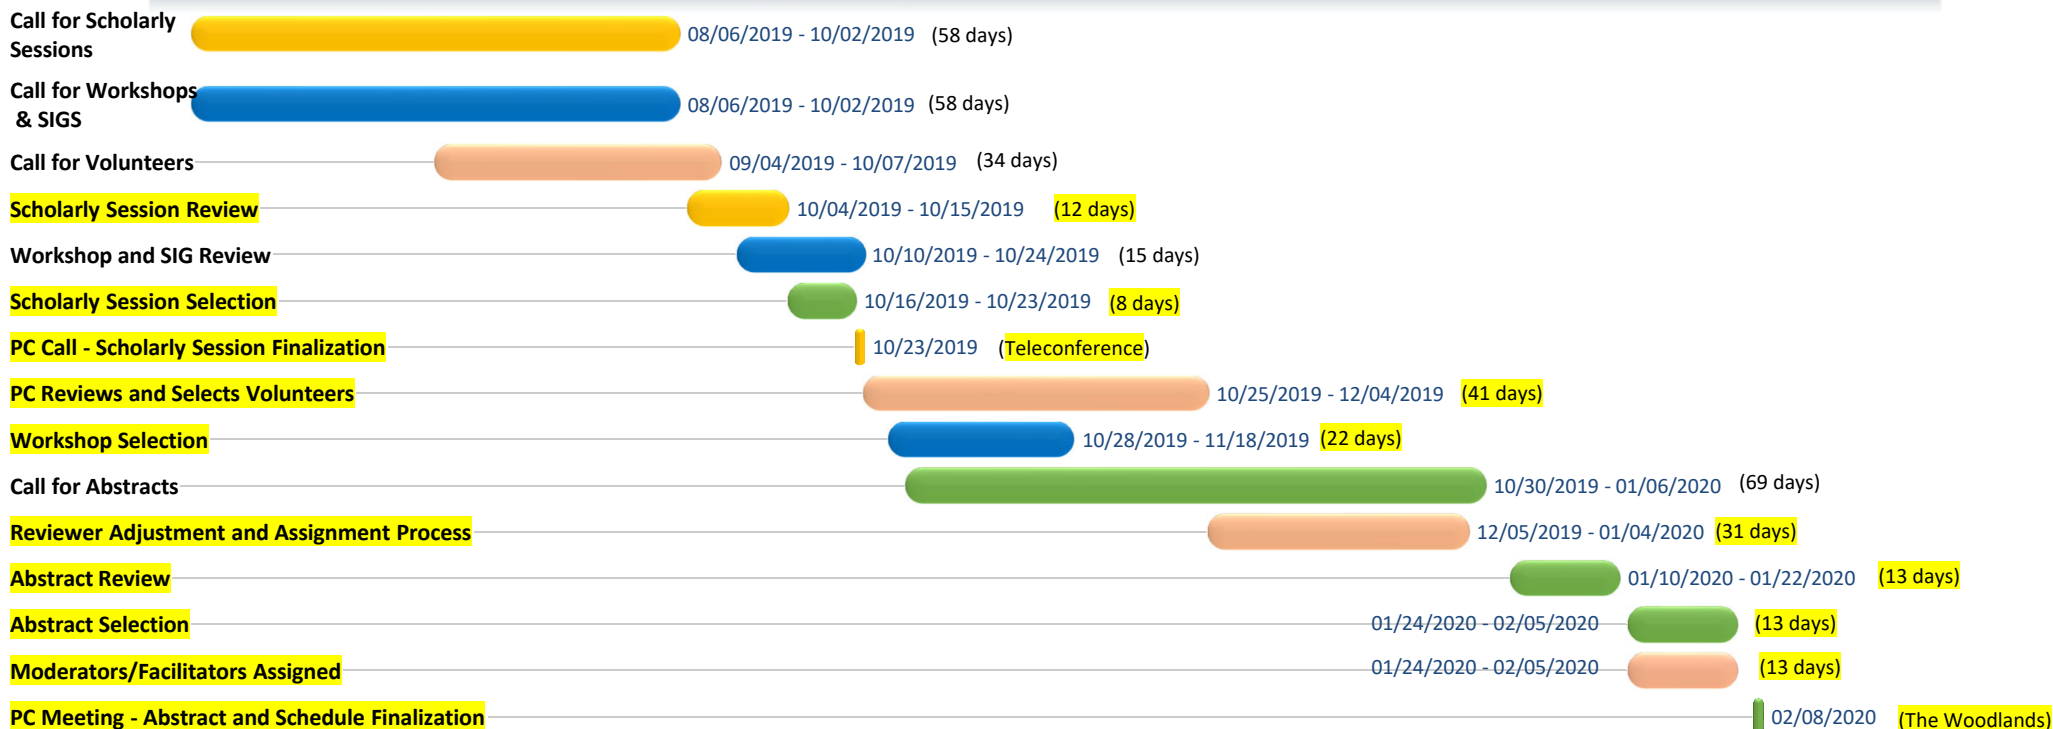 Call for Scholarly
Sessions
08/06/2019 - 10/02/2019 (58 days)
Call for Workshops
& SIGS
08/06/2019 - 10/02/2019 (58 days)
Call for Volunteers
09/04/2019 - 10/07/2019 (34 days)
Scholarly Session Review
10/04/2019 - 10/15/2019 (12 days)
Workshop and SIG Review
10/10/2019 - 10/24/2019 (15 days)
Scholarly Session Selection
10/16/2019 - 10/23/2019 (8 days)
PC Call - Scholarly Session Finalization
10/23/2019 (Teleconference)
PC Reviews and Selects Volunteers
10/25/2019 - 12/04/2019 (41 days)
Workshop Selection
10/28/2019 - 11/18/2019 (22 days)
Call for Abstracts
10/30/2019 - 01/06/2020 (69 days)
Reviewer Adjustment and Assignment Process
12/05/2019 - 01/04/2020 (31 days)
Abstract Review
01/10/2020 - 01/22/2020 (13 days)
Abstract Selection
01/24/2020 - 02/05/2020 (13 days)
Moderators/Facilitators Assigned
01/24/2020 - 02/05/2020 (13 days)
PC Meeting - Abstract and Schedule Finalization
02/08/2020 (The Woodlands)